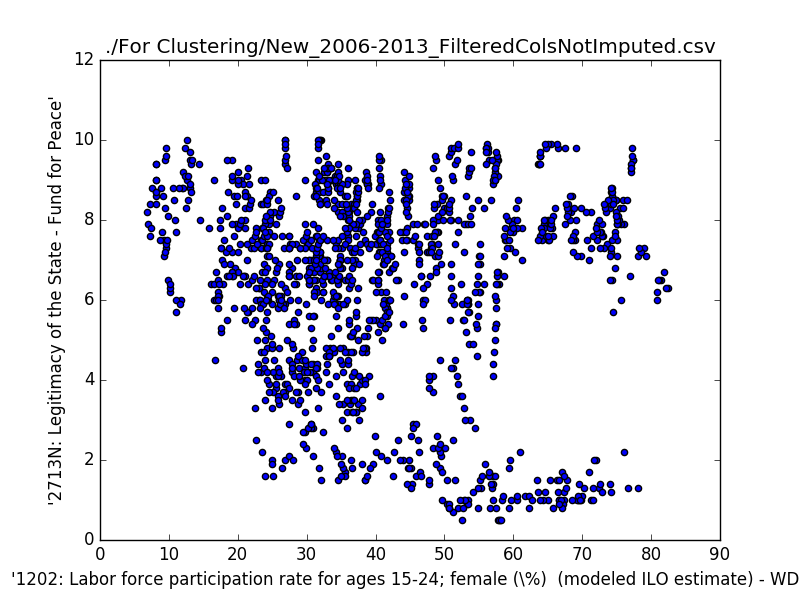 ./For Clustering/New_2006-2013_FilteredColsNotImputed.csv
'2713N: Legitimacy of the State - Fund for Peace'
12
10
8
6
4
2
0
0 10 20 30 40 50 60 70 80 90
'1202: Labor force participation rate for ages 15-24; female (\%) (modeled ILO estimate) - WD